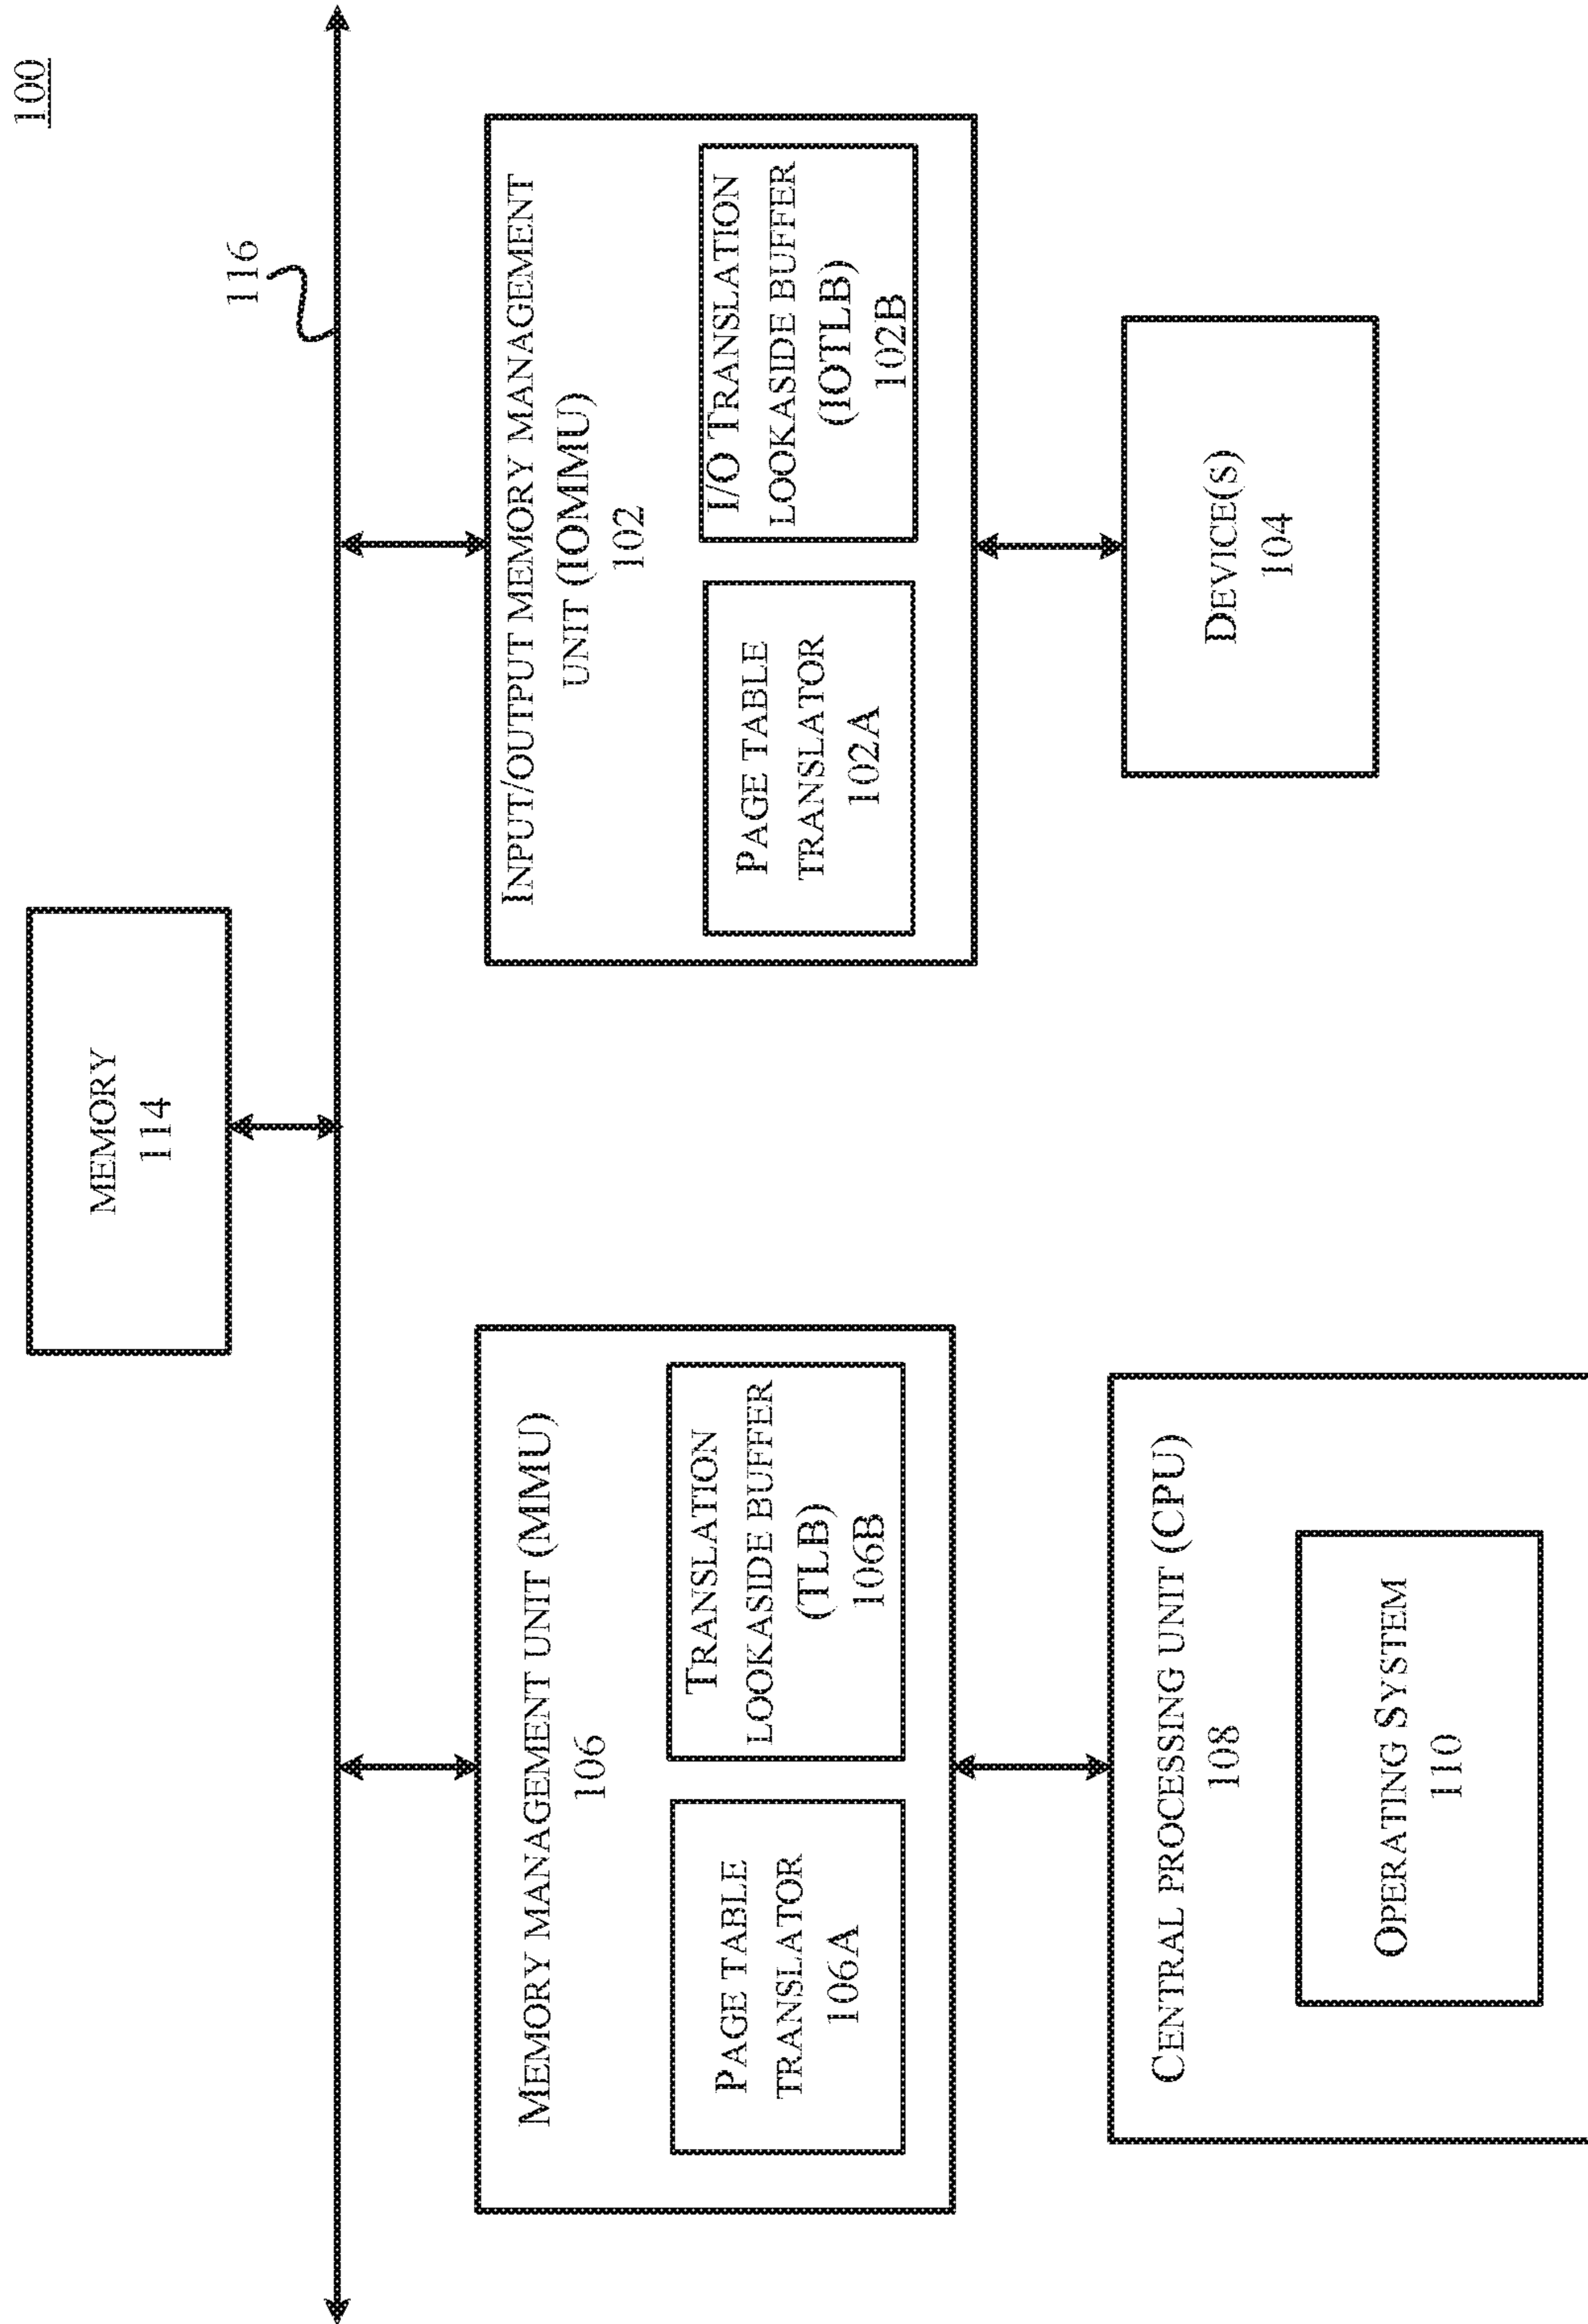 100
MEMORY
114
116
MEMORY MANAGEMENT UNIT (MMU)
106
PAGE TABLE
TRANSLATOR
106A
TRANSLATION
LOOKASIDE BUFFER
(TLB)
106B
INPUT/OUTPUT MEMORY MANAGEMENT
UNIT (IOMMU)
102
PAGE TABLE
TRANSLATOR
102A
I/O TRANSLATION
LOOKASIDE BUFFER
(IOTLB)
102B
CENTRAL PROCESSING UNIT (CPU)
108
OPERATING SYSTEM
110
DEVICE(S)
104